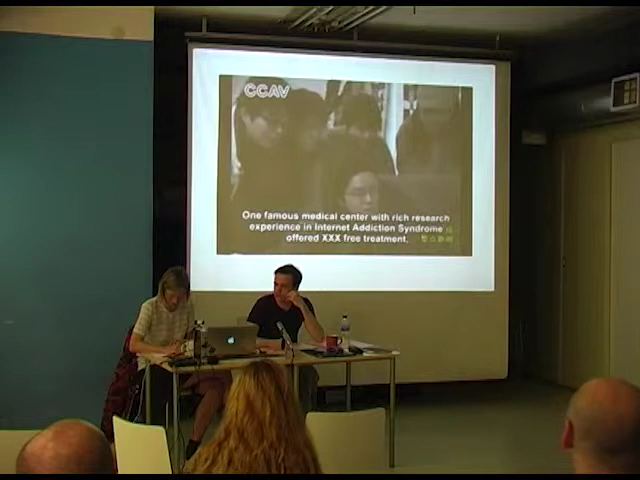 CCAV
One famous medical center with rich research
experience in Internet Addiction Syndrome
offered XXX free treatment.